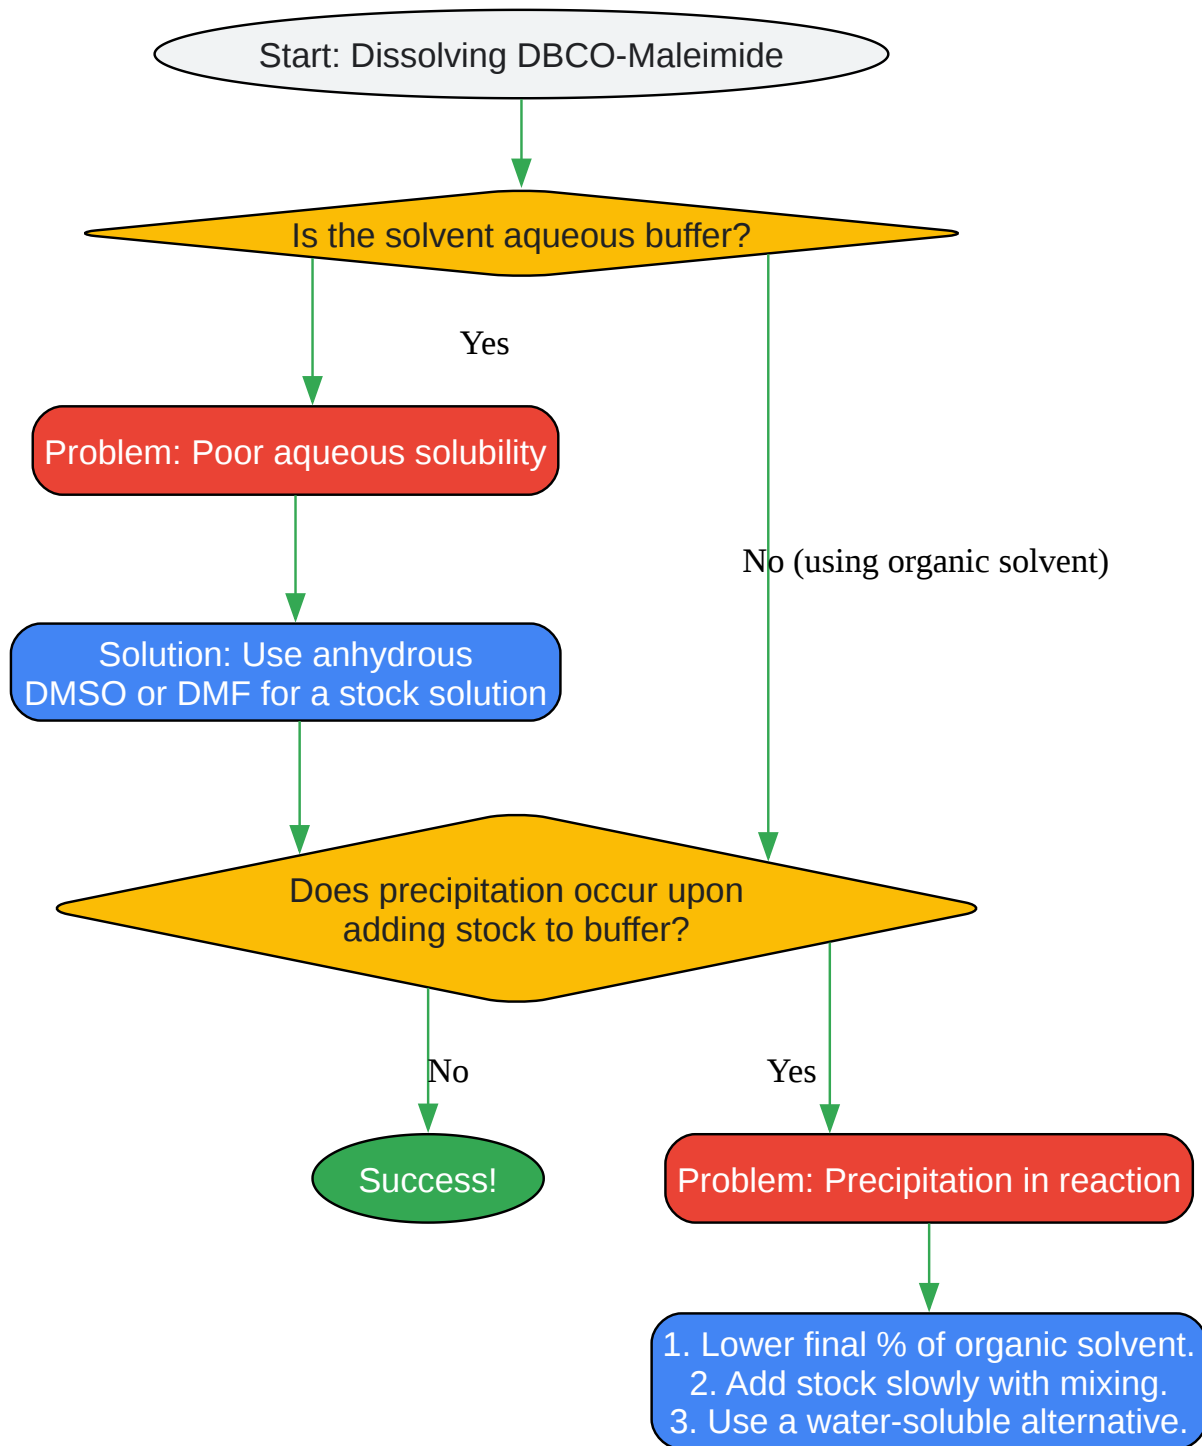 Start: Dissolving DBCO-Maleimide
Is the solvent aqueous buffer?
Yes
Problem: Poor aqueous solubility
No (using organic solvent)
Solution: Use anhydrous
DMSO or DMF for a stock solution
Does precipitation occur upon
adding stock to buffer?
No
Yes
Success!
Problem: Precipitation in reaction
1. Lower final % of organic solvent.
2. Add stock slowly with mixing.
3. Use a water-soluble alternative.